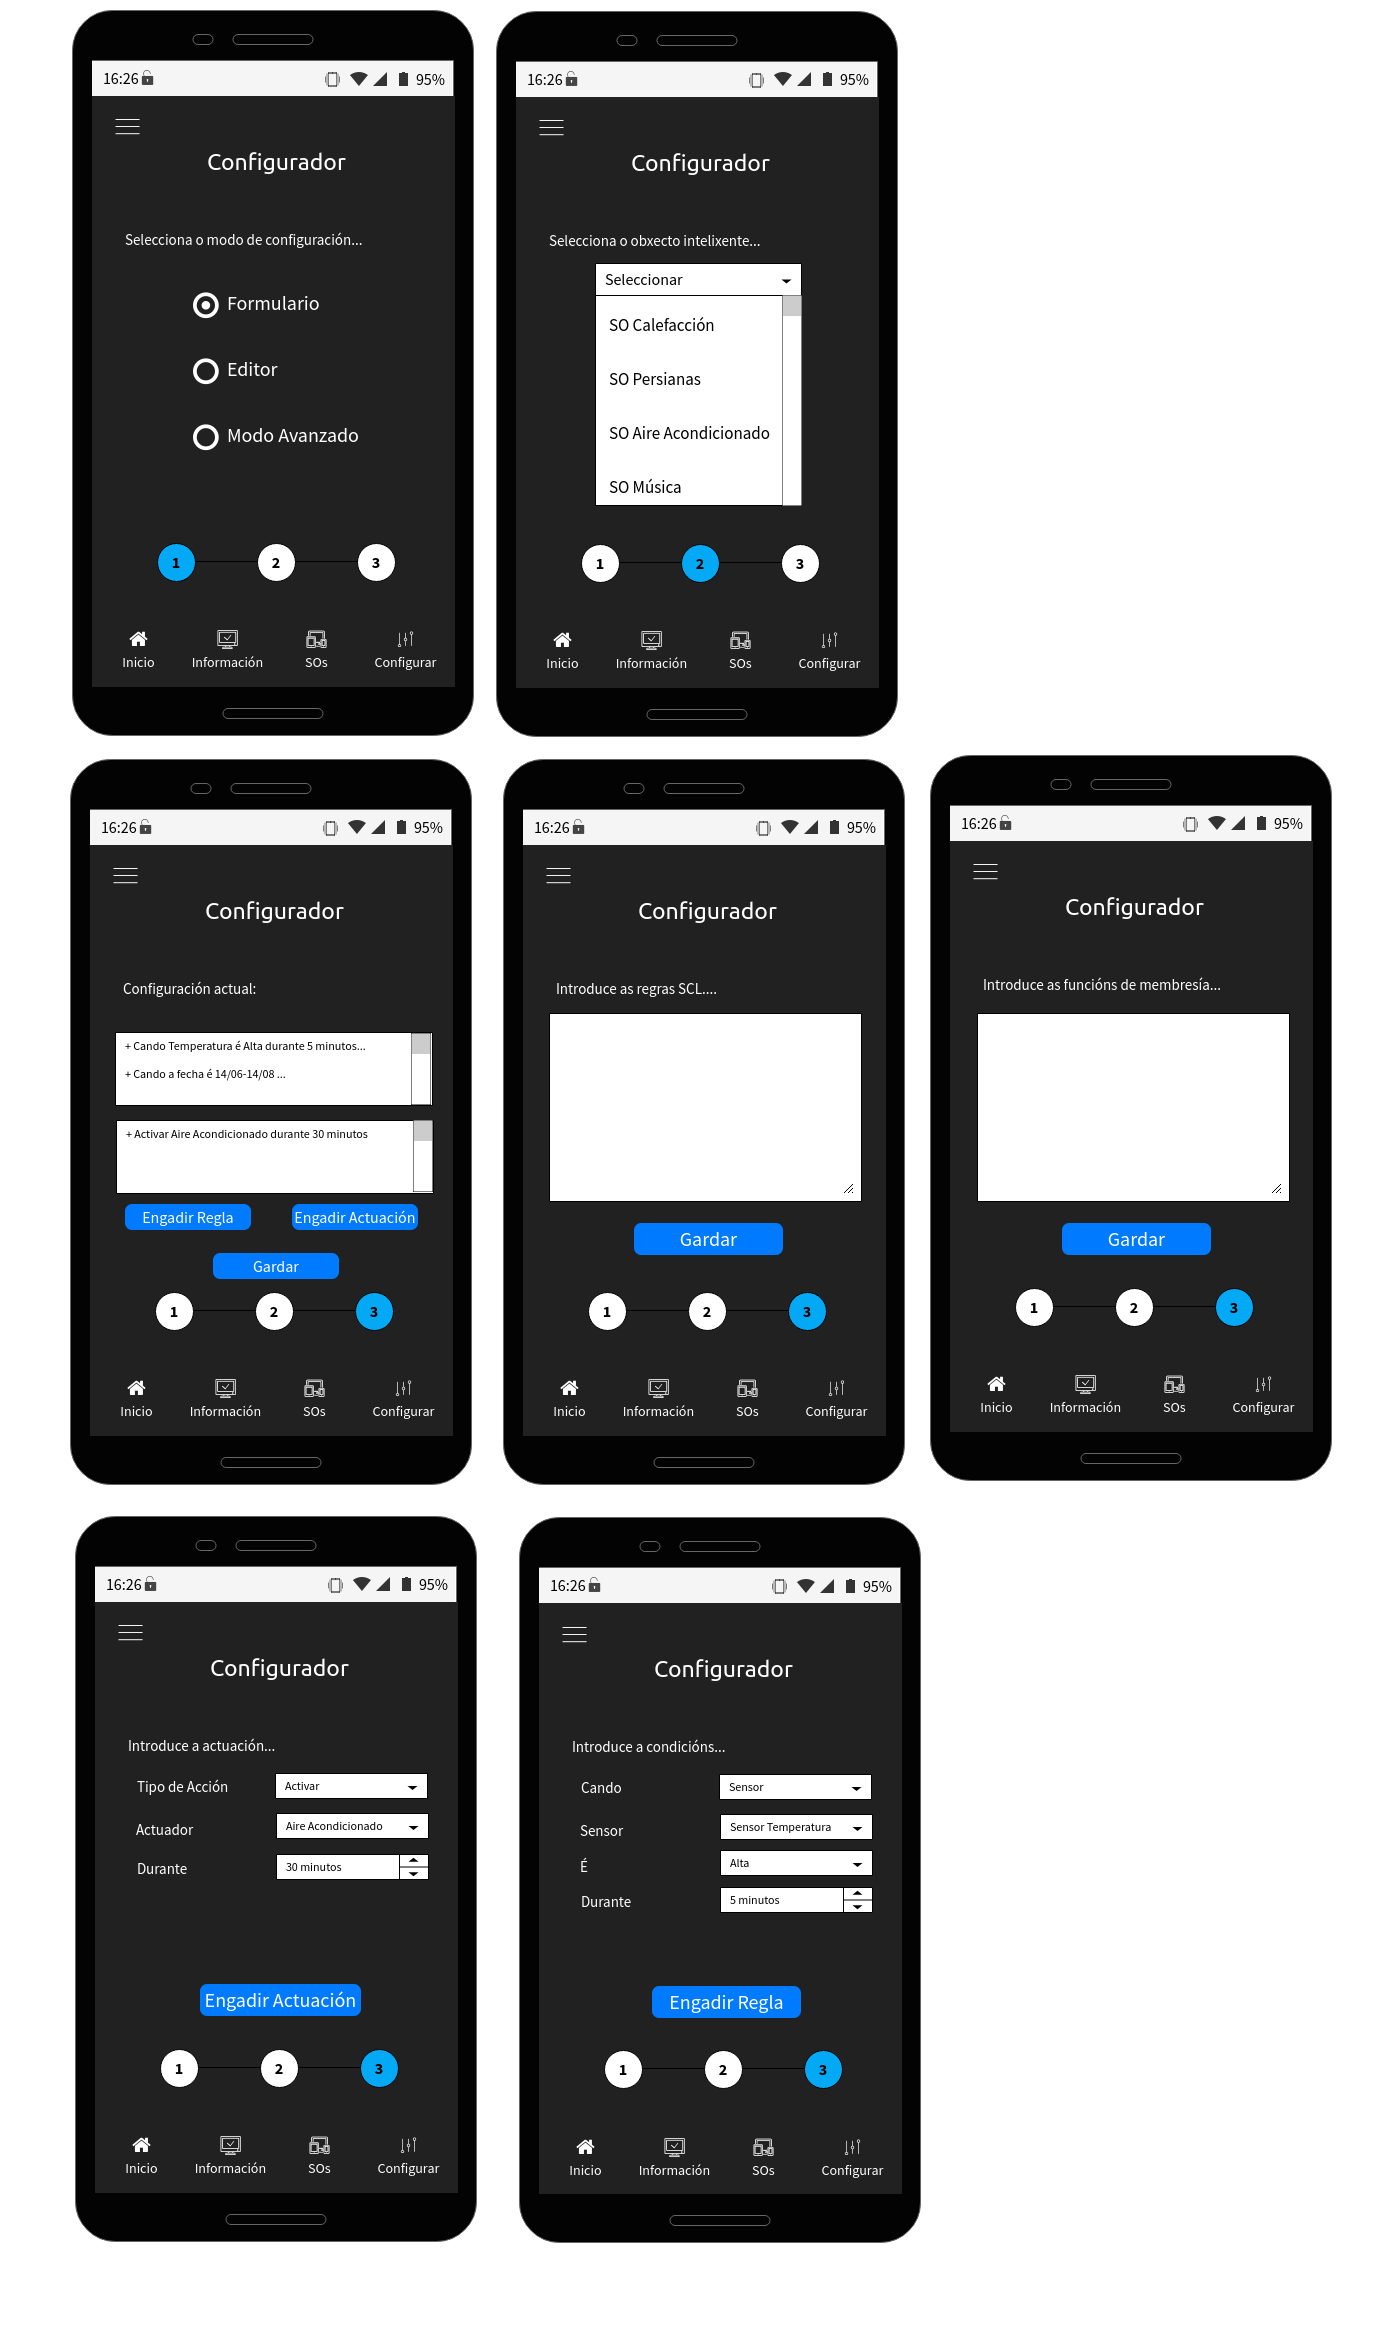 16:26 95%
Configurador
Selecciona o modo de configuración...
Formulario
Editor
Modo Avanzado
1 2 3
Inicio Información SOs Configurar
16:26 95%
Configurador
Selecciona o obxecto intelixente...
Seleccionar
SO Calefacción
SO Persianas
SO Aire Acondicionado
SO Música
1 2 3
Inicio Información SOs Configurar
16:26 95%
Configurador
Configuración actual:
+ Cando Temperatura é Alta durante 5 minutos...
+ Cando a fecha é 14/06-14/08 ...
+ Activar Aire Acondicionado durante 30 minutos
Engadir Regla Engadir Actuación
Gardar
1 2 3
Inicio Información SOs Configurar
16:26 95%
Configurador
Introduce as regras SCL....
Gardar
1 2 3
Inicio Información SOs Configurar
16:26 95%
Configurador
Introduce as funcións de membresía...
Gardar
1 2 3
Inicio Información SOs Configurar
16:26 95%
Configurador
Introduce a actuación...
Tipo de Acción Activar
Actuador Aire Acondicionado
Durante 30 minutos
Engadir Actuación
1 2 3
Inicio Información SOs Configurar
16:26 95%
Configurador
Introduce a condicións...
Cando Sensor
Sensor Sensor Temperatura
É Alta
Durante 5 minutos
Engadir Regla
1 2 3
Inicio Información SOs Configurar